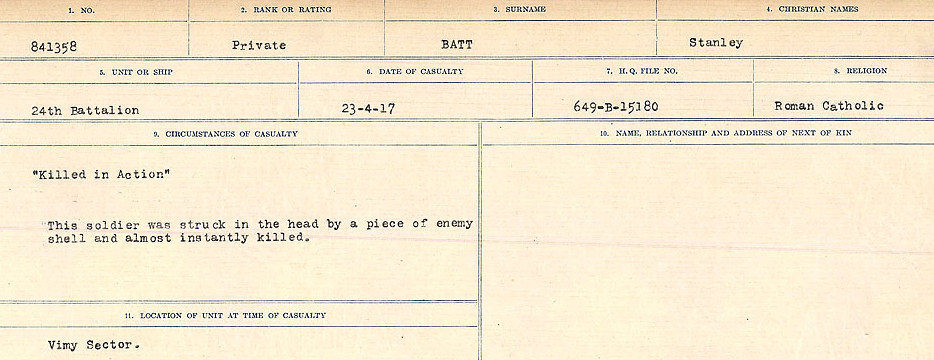 1. NO.
2. RANK OR RATING
3. SURNAME
4. CHRISTIAN NAMES
841358
Private
BATT
Stanley
5. UNIT OR SHIP
6. DATE OF CASUALTY
7. H.Q. FILE NO.
8. RELIGION
24th Battalion
23-4-17
649-B-15180
Roman Catholic
9. CIRCUMSTANCES OF CASUALTY
10. NAME, RELATIONSHIP AND ADDRESS OF NEXT OF KIN
"Killed in Action"
This soldier was struck in the head by a piece of enemy
shell and almost instantly killed.
11. LOCATION OF UNIT AT TIME OF CASUALTY
Vimy Sector.